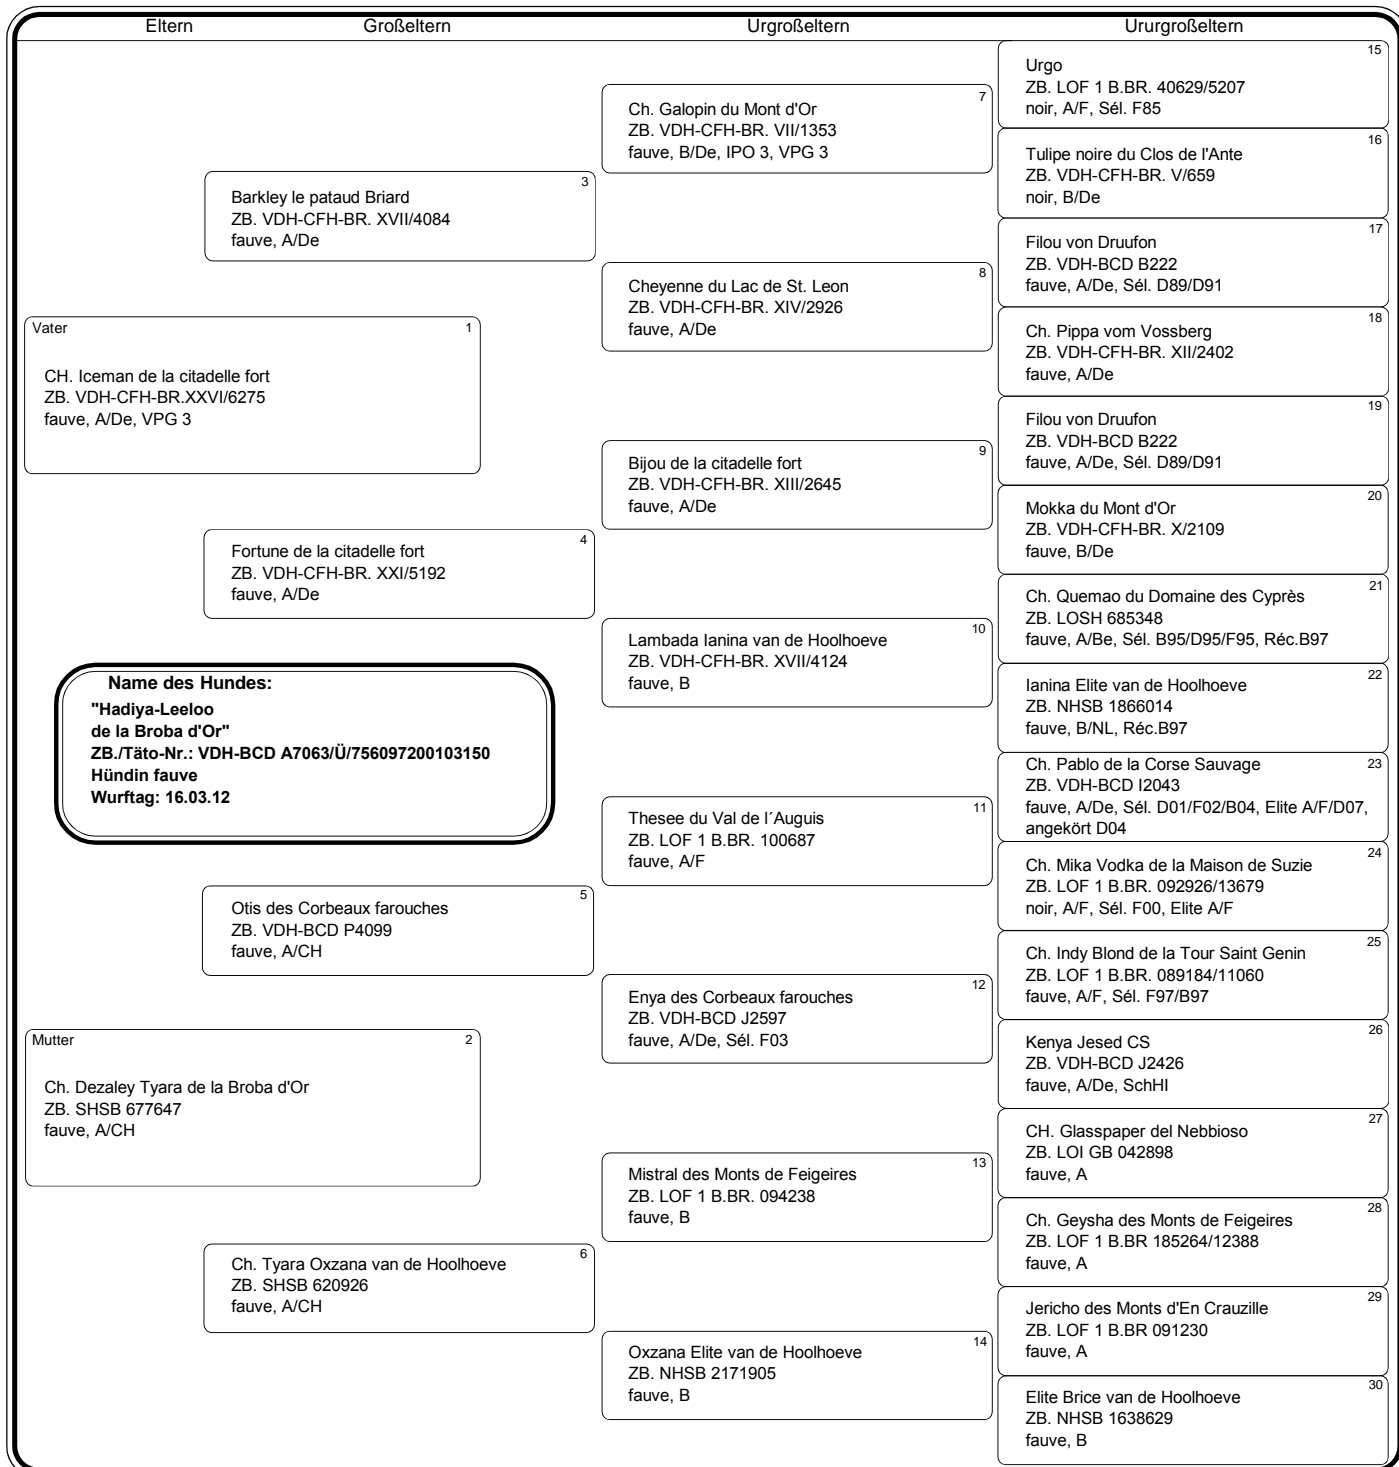 Eltern Großeltern Urgroßeltern Ururgroßeltern
Vater 1
CH. Iceman de la citadelle fort
ZB. VDH-CFH-BR.XXVI/6275
fauve, A/De, VPG 3
Name des Hundes:
"Hadiya-Leeloo
de la Broba d'Or"
ZB./Täto-Nr.: VDH-BCD A7063/Ü/756097200103150
Hündin fauve
Wurftag: 16.03.12
Mutter 2
Ch. Dezaley Tyara de la Broba d'Or
ZB. SHSB 677647
fauve, A/CH
3
Barkley le pataud Briard
ZB. VDH-CFH-BR. XVII/4084
fauve, A/De
4
Fortune de la citadelle fort
ZB. VDH-CFH-BR. XXI/5192
fauve, A/De
5
Otis des Corbeaux farouches
ZB. VDH-BCD P4099
fauve, A/CH
6
Ch. Tyara Oxzana van de Hoolhoeve
ZB. SHSB 620926
fauve, A/CH
7
Ch. Galopin du Mont d'Or
ZB. VDH-CFH-BR. VII/1353
fauve, B/De, IPO 3, VPG 3
8
Cheyenne du Lac de St. Leon
ZB. VDH-CFH-BR. XIV/2926
fauve, A/De
9
Bijou de la citadelle fort
ZB. VDH-CFH-BR. XIII/2645
fauve, A/De
10
Lambada Ianina van de Hoolhoeve
ZB. VDH-CFH-BR. XVII/4124
fauve, B
11
Thesee du Val de l´Auguis
ZB. LOF 1 B.BR. 100687
fauve, A/F
12
Enya des Corbeaux farouches
ZB. VDH-BCD J2597
fauve, A/De, Sél. F03
13
Mistral des Monts de Feigeires
ZB. LOF 1 B.BR. 094238
fauve, B
14
Oxzana Elite van de Hoolhoeve
ZB. NHSB 2171905
fauve, B
15
Urgo
ZB. LOF 1 B.BR. 40629/5207
noir, A/F, Sél. F85
16
Tulipe noire du Clos de l'Ante
ZB. VDH-CFH-BR. V/659
noir, B/De
17
Filou von Druufon
ZB. VDH-BCD B222
fauve, A/De, Sél. D89/D91
18
Ch. Pippa vom Vossberg
ZB. VDH-CFH-BR. XII/2402
fauve, A/De
19
Filou von Druufon
ZB. VDH-BCD B222
fauve, A/De, Sél. D89/D91
20
Mokka du Mont d'Or
ZB. VDH-CFH-BR. X/2109
fauve, B/De
21
Ch. Quemao du Domaine des Cyprès
ZB. LOSH 685348
fauve, A/Be, Sél. B95/D95/F95, Réc.B97
22
Ianina Elite van de Hoolhoeve
ZB. NHSB 1866014
fauve, B/NL, Réc.B97
Ch. Pablo de la Corse Sauvage 23
ZB. VDH-BCD I2043
fauve, A/De, Sél. D01/F02/B04, Elite A/F/D07,
angekört D04
24
Ch. Mika Vodka de la Maison de Suzie
ZB. LOF 1 B.BR. 092926/13679
noir, A/F, Sél. F00, Elite A/F
25
Ch. Indy Blond de la Tour Saint Genin
ZB. LOF 1 B.BR. 089184/11060
fauve, A/F, Sél. F97/B97
26
Kenya Jesed CS
ZB. VDH-BCD J2426
fauve, A/De, SchHI
27
CH. Glasspaper del Nebbioso
ZB. LOI GB 042898
fauve, A
28
Ch. Geysha des Monts de Feigeires
ZB. LOF 1 B.BR 185264/12388
fauve, A
29
Jericho des Monts d'En Crauzille
ZB. LOF 1 B.BR 091230
fauve, A
30
Elite Brice van de Hoolhoeve
ZB. NHSB 1638629
fauve, B